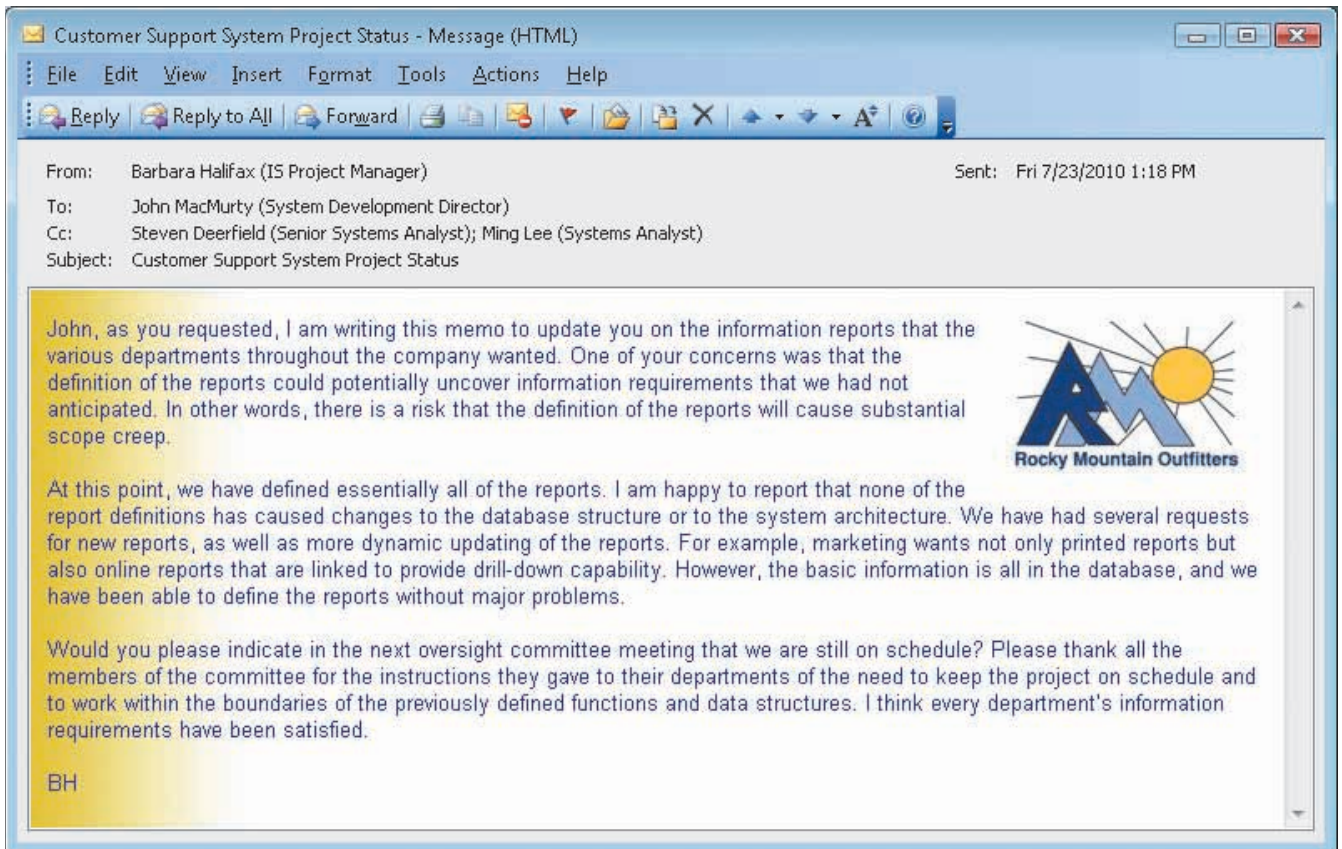 Customer Support System Project Status - Message (HTML)
File Edit View Insert Format Tools Actions Help
Reply Reply to All Forward
From: Barbara Halifax (IS Project Manager) Sent: Fri 7/23/2010 1:18 PM
To: John MacMurty (System Development Director)
Cc: Steven Deerfield (Senior Systems Analyst); Ming Lee (Systems Analyst)
Subject: Customer Support System Project Status
John, as you requested, I am writing this memo to update you on the information reports that the
various departments throughout the company wanted. One of your concerns was that the
definition of the reports could potentially uncover information requirements that we had not
anticipated. In other words, there is a risk that the definition of the reports will cause substantial
scope creep.
RM
Rocky Mountain Outfitters
At this point, we have defined essentially all of the reports. I am happy to report that none of the
report definitions has caused changes to the database structure or to the system architecture. We have had several requests
for new reports, as well as more dynamic updating of the reports. For example, marketing wants not only printed reports but
also online reports that are linked to provide drill-down capability. However, the basic information is all in the database, and we
have been able to define the reports without major problems.
Would you please indicate in the next oversight committee meeting that we are still on schedule? Please thank all the
members of the committee for the instructions they gave to their departments of the need to keep the project on schedule and
to work within the boundaries of the previously defined functions and data structures. I think every department's information
requirements have been satisfied.
BH